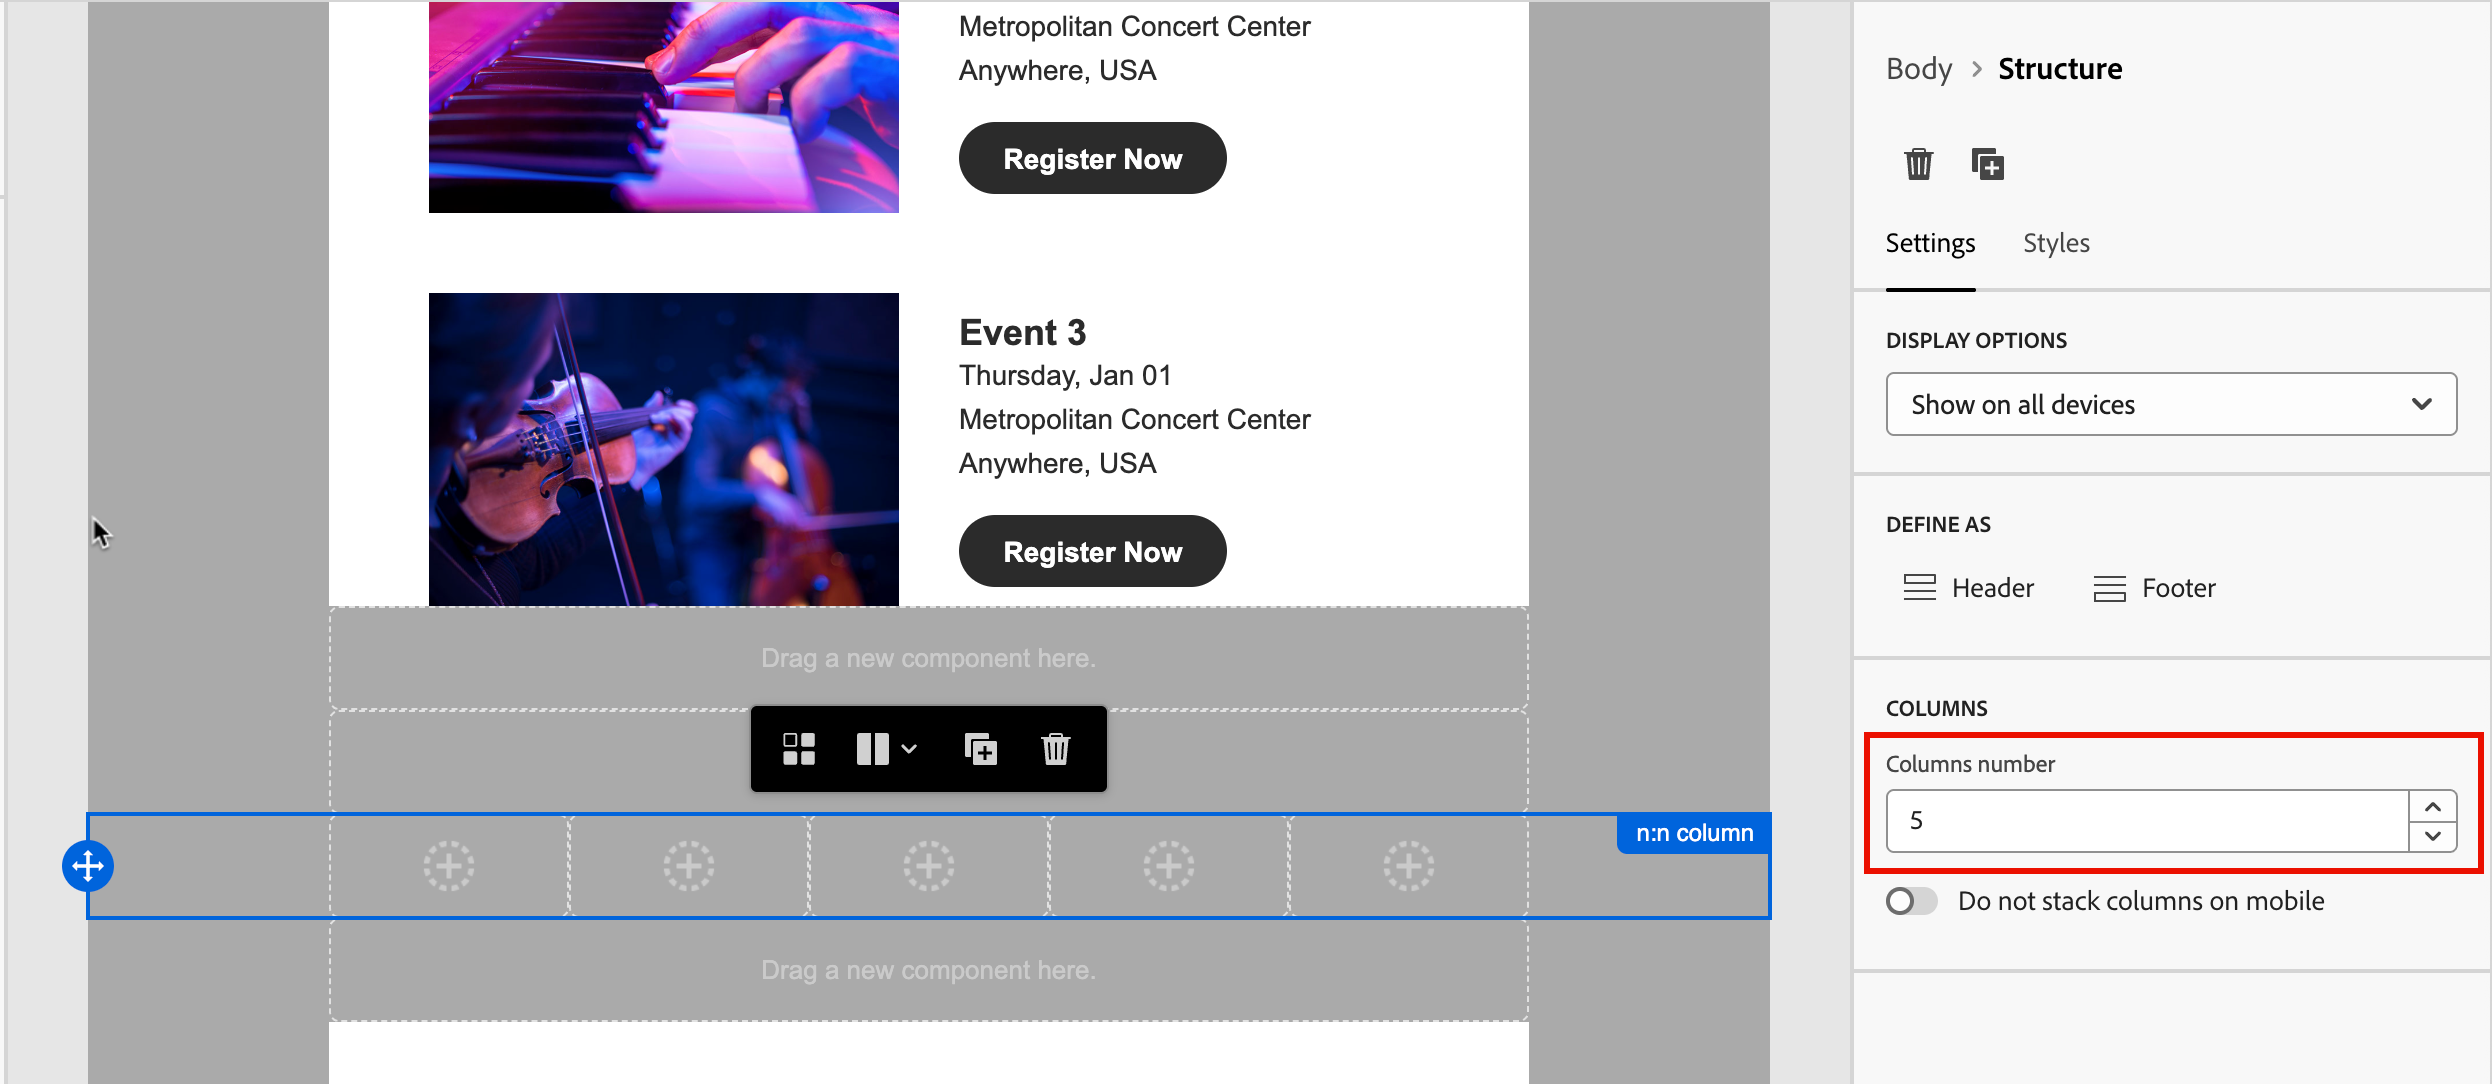 Metropolitan Concert Center
Anywhere, USA
Register Now
Event 3
Thursday, Jan 01
Metropolitan Concert Center
Anywhere, USA
Register Now
Drag a new component here.
n:n column
Drag a new component here.
Body > Structure
Settings Styles
DISPLAY OPTIONS
Show on all devices
DEFINE AS
Header Footer
COLUMNS
Columns number
5
Do not stack columns on mobile